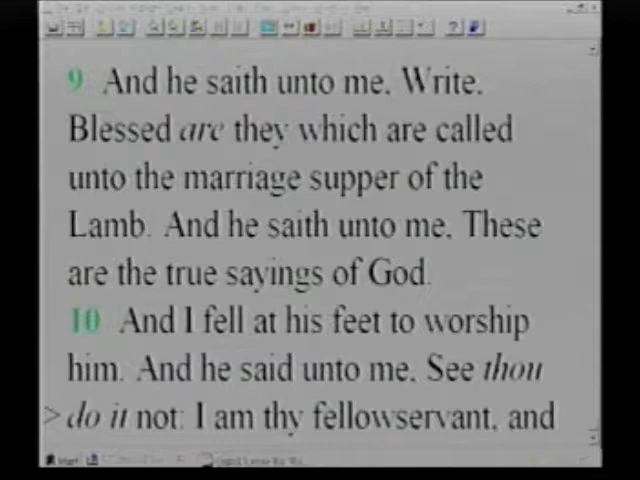 9 And he saith unto me, Write,
Blessed are they which are called
unto the marriage supper of the
Lamb. And he saith unto me, These
are the true sayings of God.
10 And I fell at his feet to worship
him. And he said unto me, See thou
> do it not: I am thy fellowservant, and
Start